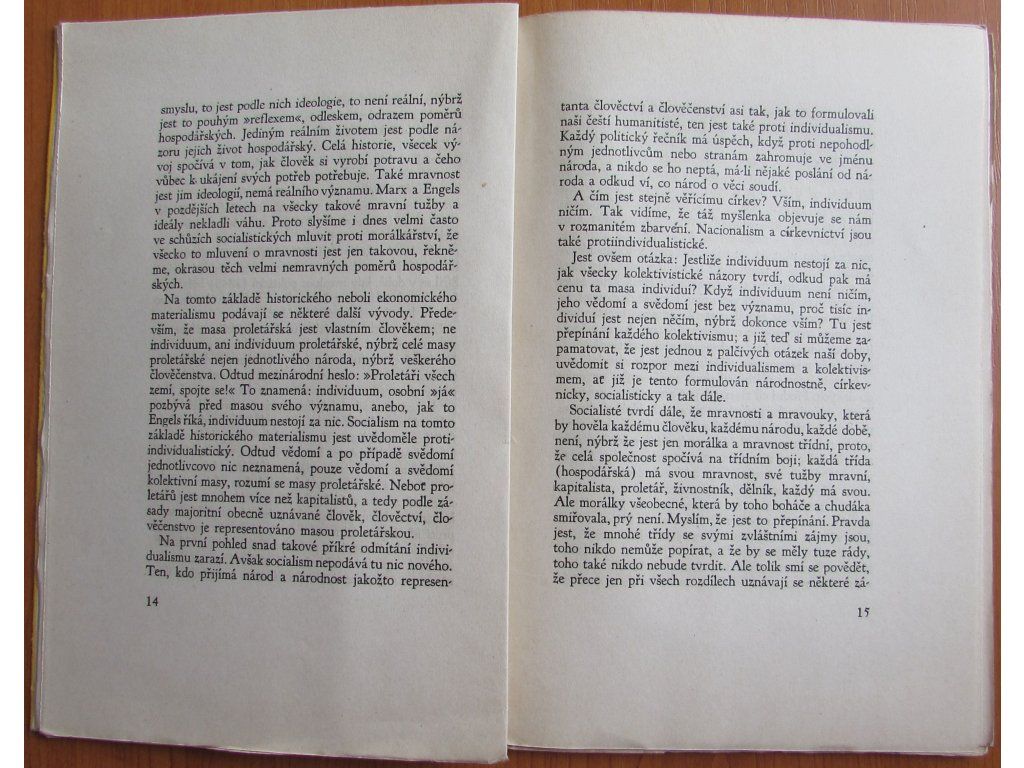 smyslu, to jest podle nich ideologie, to není reální, nýbrž
jest to pouhým »reflexem«, odleskem, odrazem poměrů
hospodářských. Jediným reálním životem jest podle ná-
zoru jejich život hospodářský. Celá historie, všecek vý-
voj spočívá v tom, jak člověk si vyrobí potravu a čeho
vůbec k ukájení svých potřeb potřebuje. Také mravnost
jest jim ideologií, nemá reálního významu. Marx a Engels
v pozdějších letech na všecky takové mravní tužby a
ideály nekladli váhu. Proto slyšíme i dnes velmi často
ve schůzích socialistických mluvit proti morálkářství, že
všecko to mluvení o mravnosti jest jen takovou, řekně-
me, okrasou těch velmi nemravných poměrů hospodář-
ských.
Na tomto základě historického neboli ekonomického
materialismu podávají se některé další vývody. Přede-
vším, že masa proletářská jest vlastním člověkem; ne
individuum, ani individuum proletářské, nýbrž celé masy
proletářské nejen jednotlivého národa, nýbrž veškerého
člověčenstva. Odtud mezinárodní heslo: »Proletáři všech
zemí, spojte se!« To znamená: individuum, osobní »já«
pozbývá před masou svého významu, anebo, jak to
Engels říká, individuum nestojí za nic. Socialism na tomto
základě historického materialismu jest uvědoměle proti-
individualistický. Odtud vědomí a po případě svědomí
jednotlivcovo nic neznamená, pouze vědomí a svědomí
kolektivní masy, rozumí se masy proletářské. Neboť pro-
letářů jest mnohem více než kapitalistů, a tedy podle zá-
sady majoritní obecně uznávané člověk, člověctví, člo-
věčenstvo je representováno masou proletářskou.
Na první pohled snad takové příkré odmítání indivi-
dualismu zarazí. Avšak socialism nepodává tu nic nového.
Ten, kdo přijímá národ a národnost jakožto represen-
14
tanta člověctví a člověčenství asi tak, jak to formulovali
naši čeští humanitisté, ten jest také proti individualismu.
Každý politický řečník má úspěch, když proti nepohodl-
ným jednotlivcům nebo stranám zahromuje ve jménu
národa, a nikdo se ho neptá, má-li nějaké poslání od ná-
roda a odkud ví, co národ o věci soudí.
A čím jest stejně věřícímu církev? Vším, individuum
ničím. Tak vidíme, že táž myšlenka objevuje se nám
v rozmanitém zbarvení. Nacionalism a církevnictví jsou
také protiindividualistické.
Jest ovšem otázka: Jestliže individuum nestojí za nic,
jak všecky kolektivistické názory tvrdí, odkud pak má
cenu ta masa individuí? Když individuum není ničím,
jeho vědomí a svědomí jest bez významu, proč tisíc in-
dividuí jest nejen něčím, nýbrž dokonce vším? Tu jest
přepínání každého kolektivismu; a již teď si můžeme za-
pamatovat, že jest jednou z palčivých otázek naší doby,
uvědomit si rozpor mezi individualismem a kolektivis-
mem, ať již je tento formulován národnostně, církev-
nicky, socialisticky a tak dále.
Socialisté tvrdí dále, že mravnosti a mravouky, která
by hověla každému člověku, každému národu, každé době,
není, nýbrž že jest jen morálka a mravnost třídní, proto,
že celá společnost spočívá na třídním boji; každá třída
(hospodářská) má svou mravnost, své tužby mravní,
kapitalista, proletář, živnostník, dělník, každý má svou.
Ale morálky všeobecné, která by toho boháče a chudáka
smiřovala, prý není. Myslím, že jest to přepínání. Pravda
jest, že mnohé třídy se svými zvláštními zájmy jsou,
toho nikdo nemůže popírat, a že by se měly tuze rády,
toho také nikdo nebude tvrdit. Ale tolik smí se povědět,
že přece jen při všech rozdílech uznávají se některé zá-
15